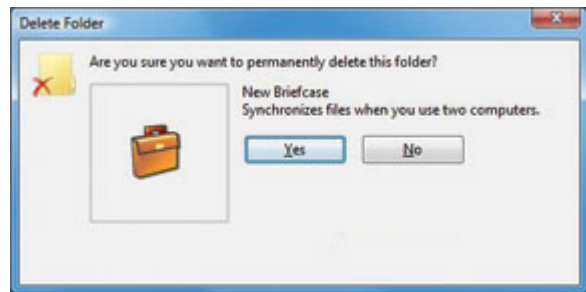 Delete Folder
Are you sure you want to permanently delete this folder?
New Briefcase
Synchronizes files when you use two computers.
Yes No